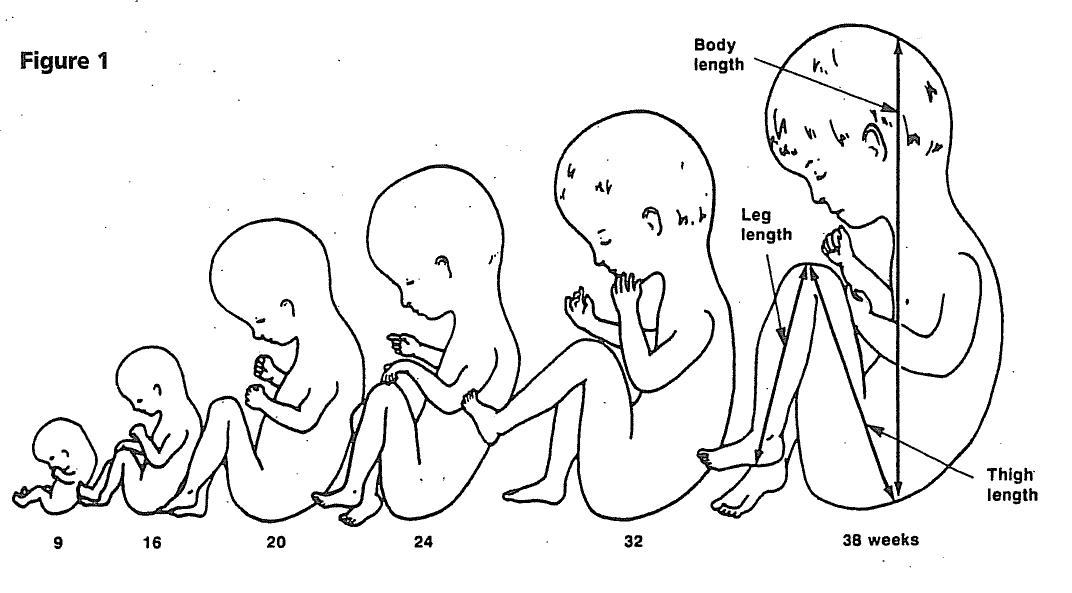 Figure 1
Body
length
Leg
length
Thigh
length
9
16
20
24
32
38 weeks